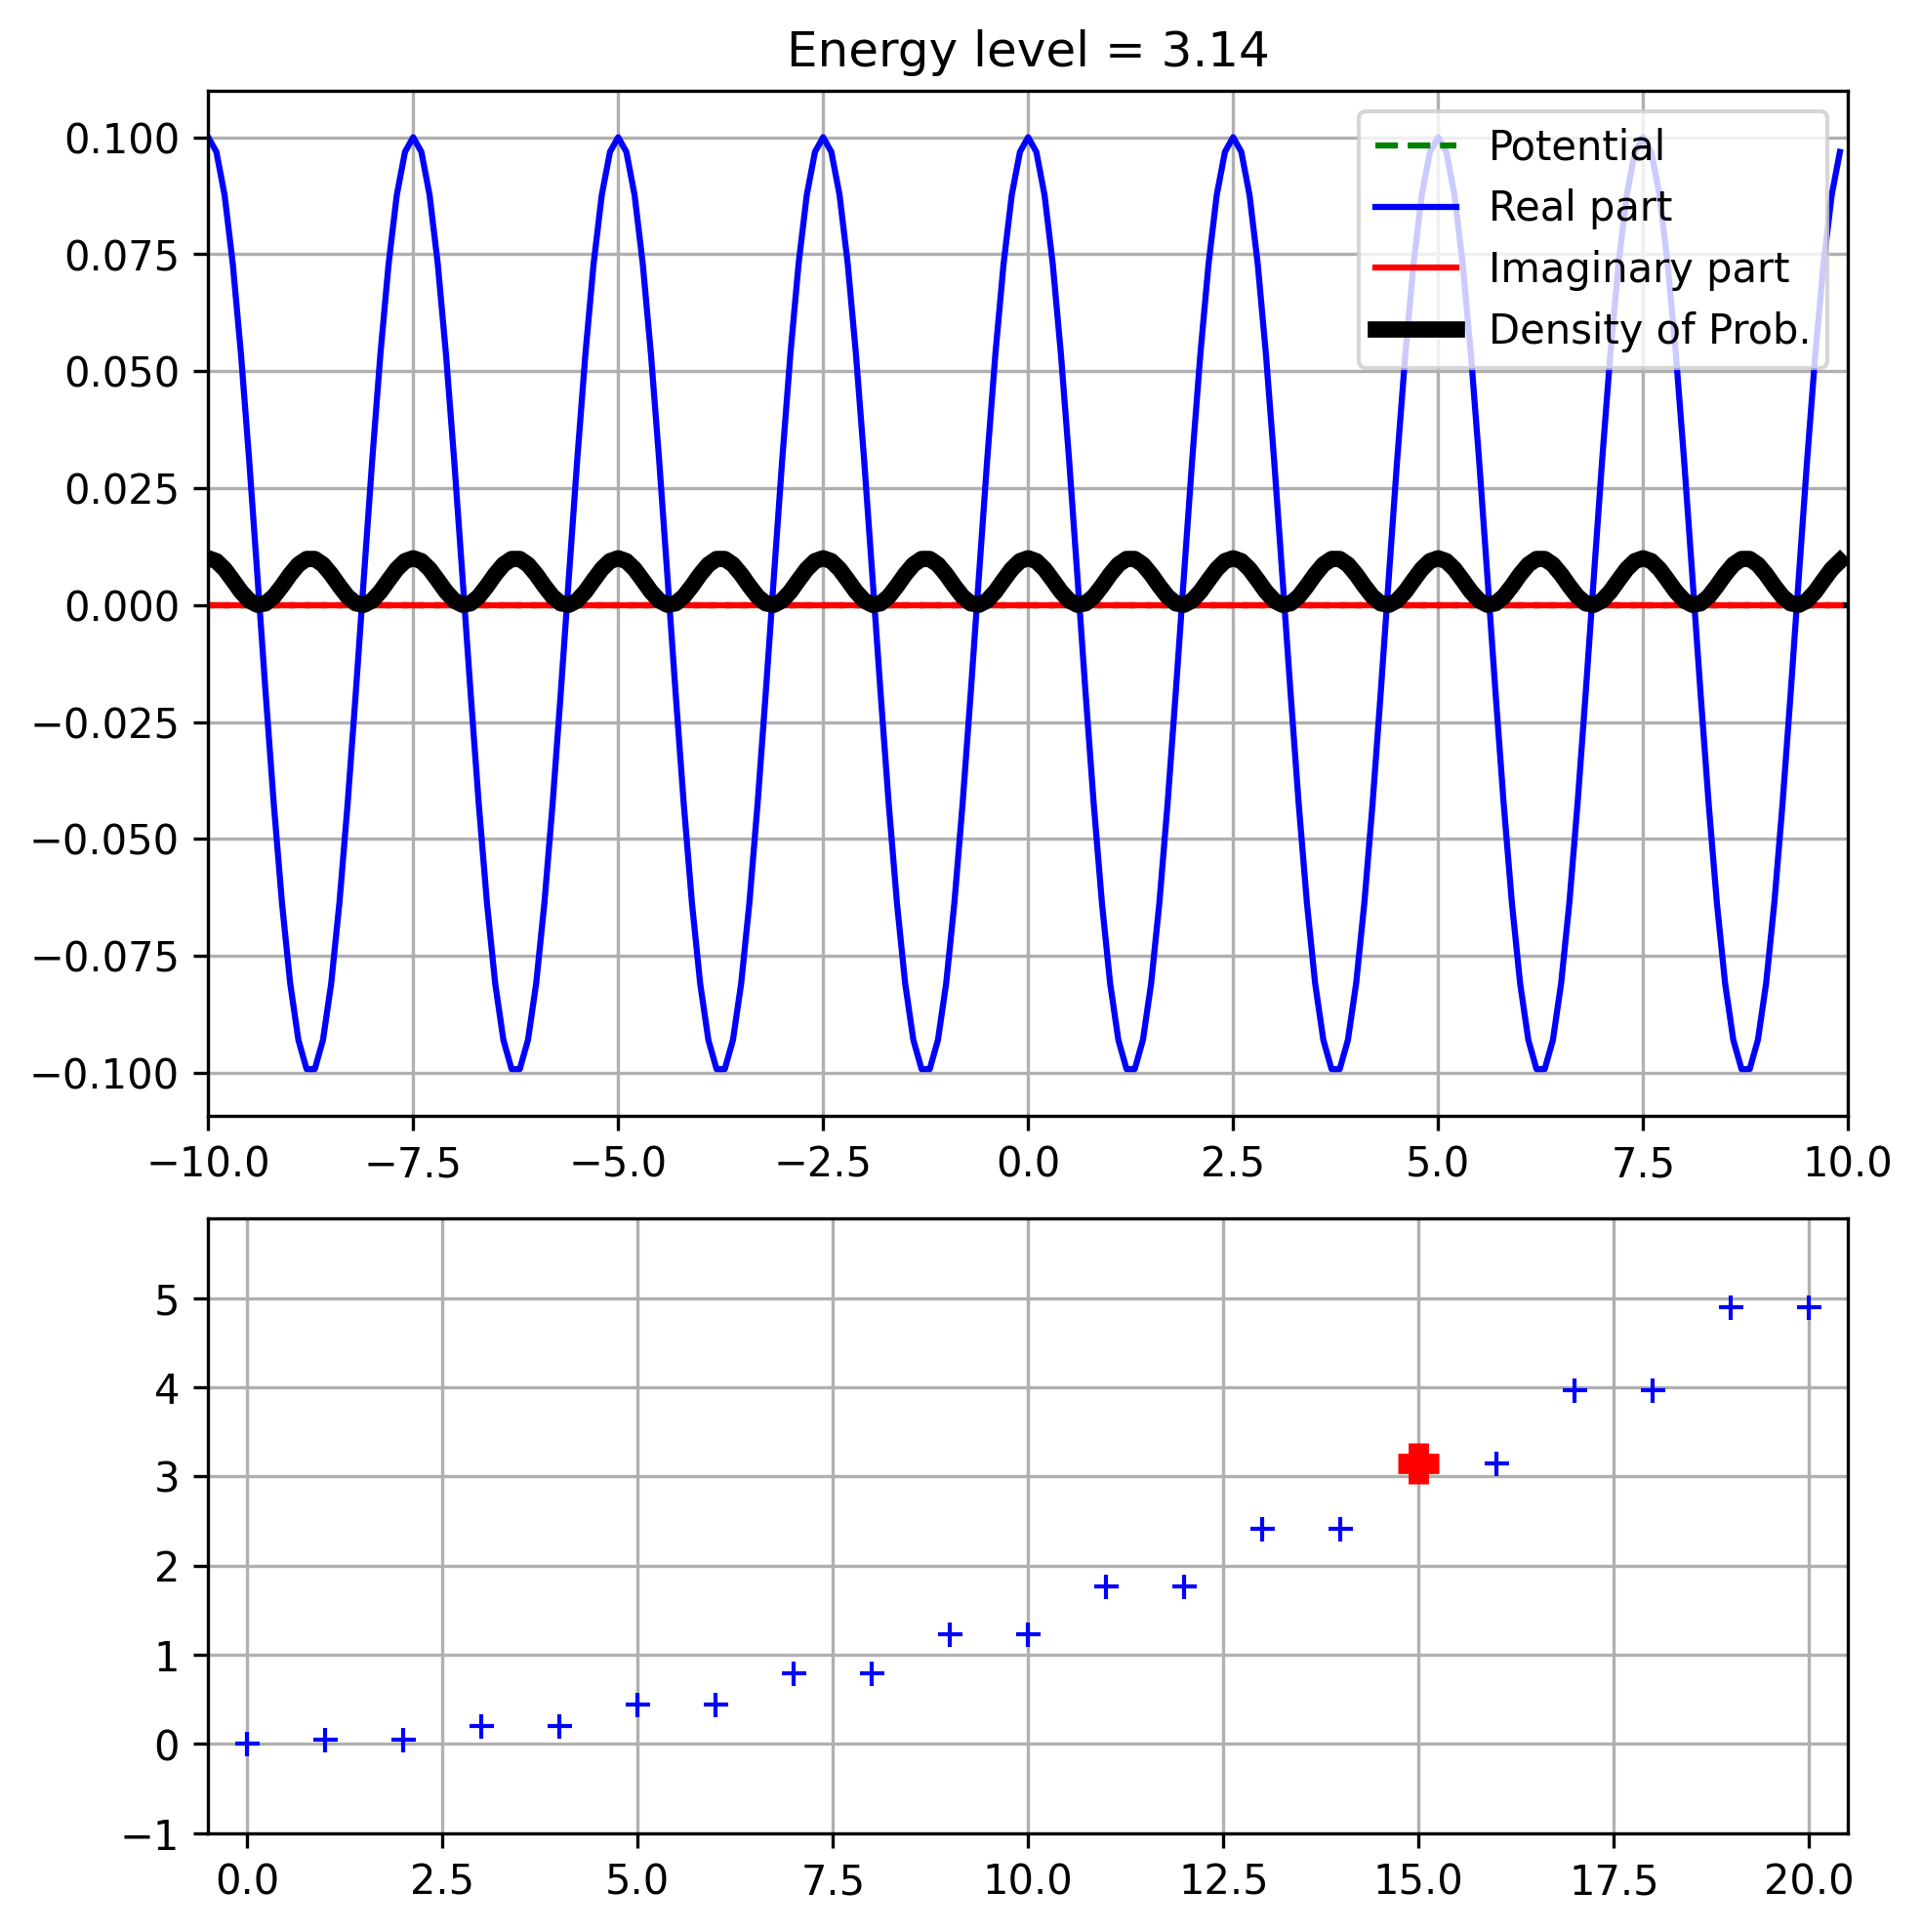 Energy level = 3.14
Potential
Real part
Imaginary part
Density of Prob.
0.100
0.075
0.050
0.025
0.000
−0.025
−0.050
−0.075
−0.100
−10.0 −7.5 −5.0 −2.5 0.0 2.5 5.0 7.5 10.0
5
4
3
2
1
0
−1
0.0 2.5 5.0 7.5 10.0 12.5 15.0 17.5 20.0